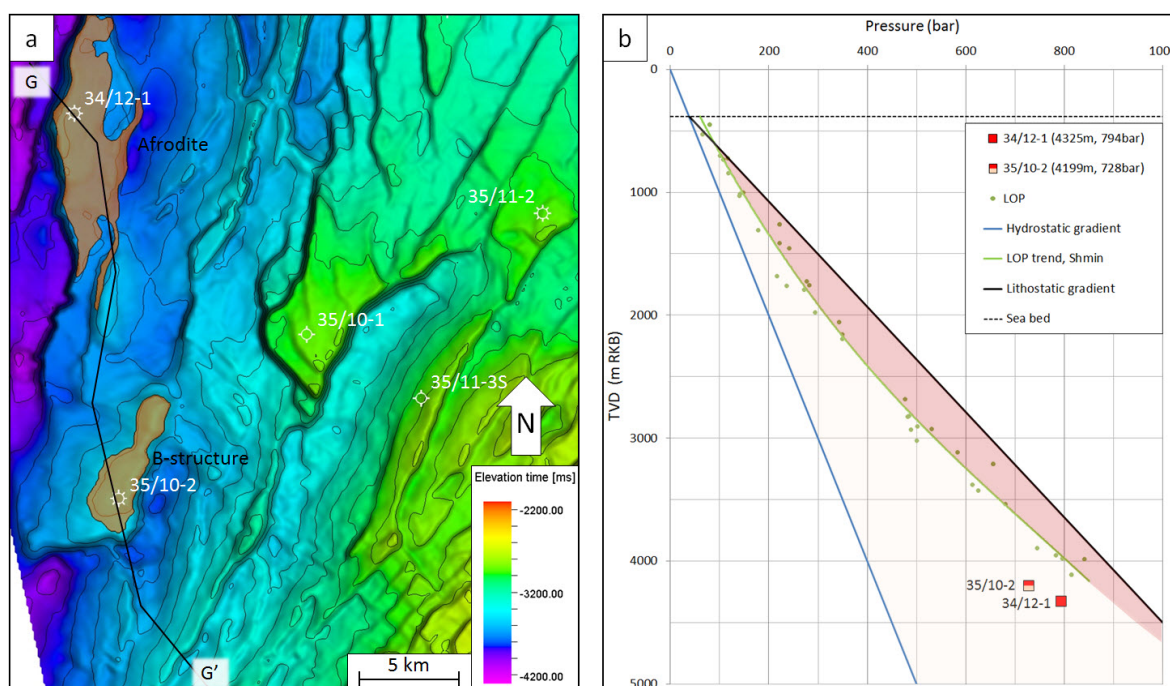 a
G
34/12-1
Afrodite
35/11-2
35/10-1
35/11-3S
N
B-structure
35/10-2
Elevation time [ms]
-2200.00
-3200.00
-4200.00
5 km
G'
b
Pressure (bar)
0 200 400 600 800 1000
TVD (m RKB)
0
1000
2000
3000
4000
5000
34/12-1 (4325m, 794bar)
35/10-2 (4199m, 728bar)
LOP
Hydrostatic gradient
LOP trend, Shmin
Lithostatic gradient
Sea bed
35/10-2
34/12-1